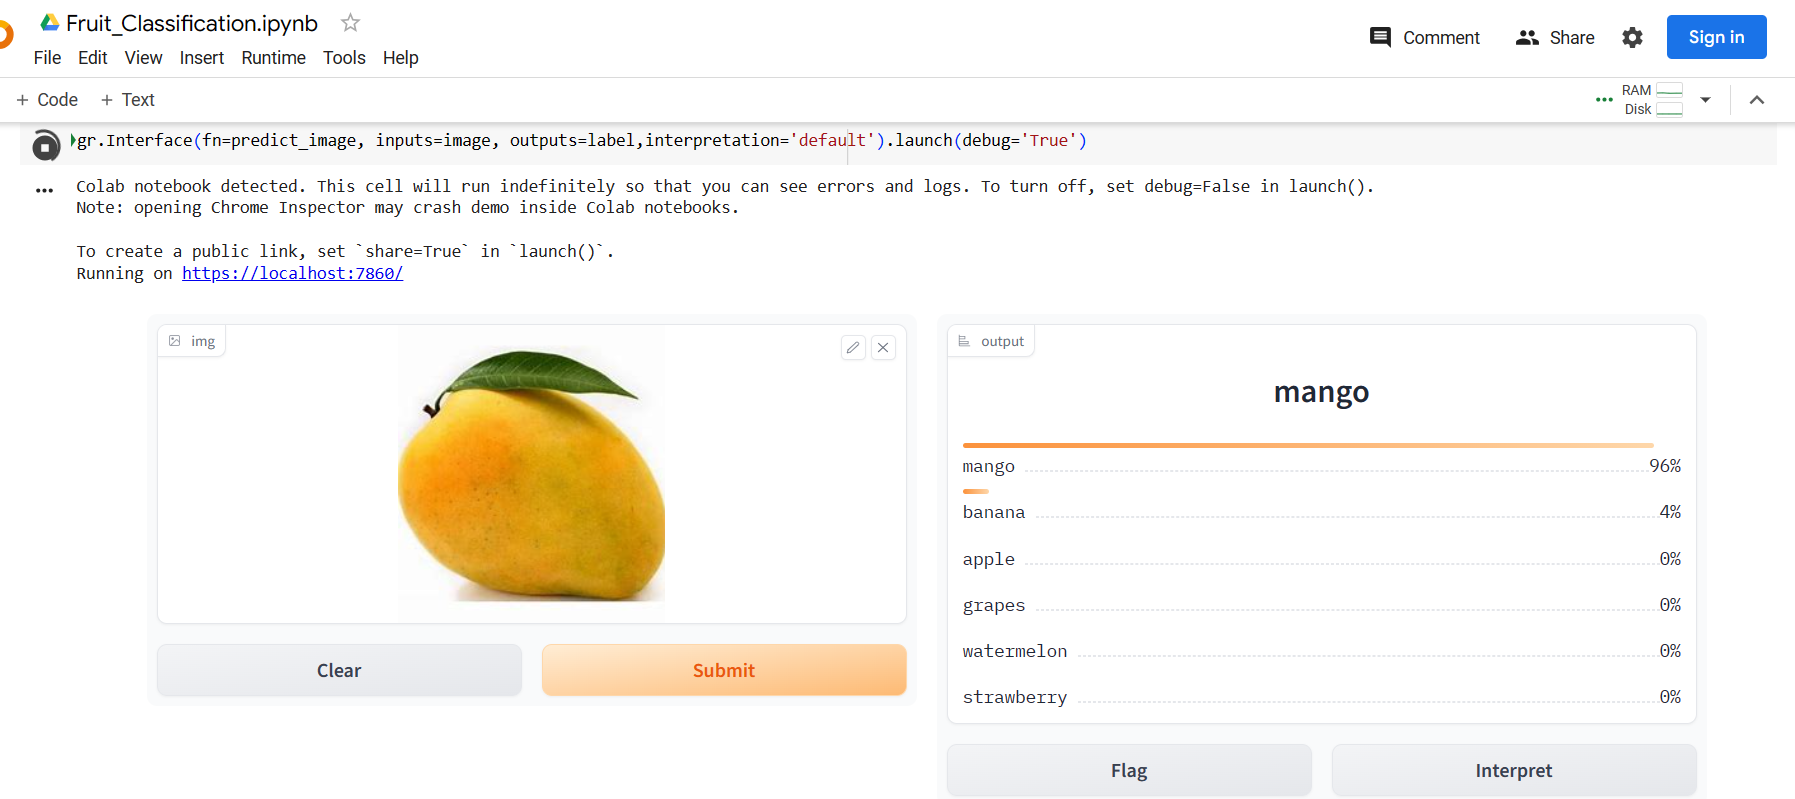 Fruit_Classification.ipynb
File Edit View Insert Runtime Tools Help
Comment
Share
Sign in
+ Code + Text
RAM
Disk
gr.Interface(fn=predict_image, inputs=image, outputs=label,interpretation='default').launch(debug='True')
Colab notebook detected. This cell will run indefinitely so that you can see errors and logs. To turn off, set debug=False in launch().
Note: opening Chrome Inspector may crash demo inside Colab notebooks.
To create a public link, set `share=True` in `launch()`.
Running on https://localhost:7860/
img
Clear
Submit
output
mango
mango 96%
banana 4%
apple 0%
grapes 0%
watermelon 0%
strawberry 0%
Flag
Interpret